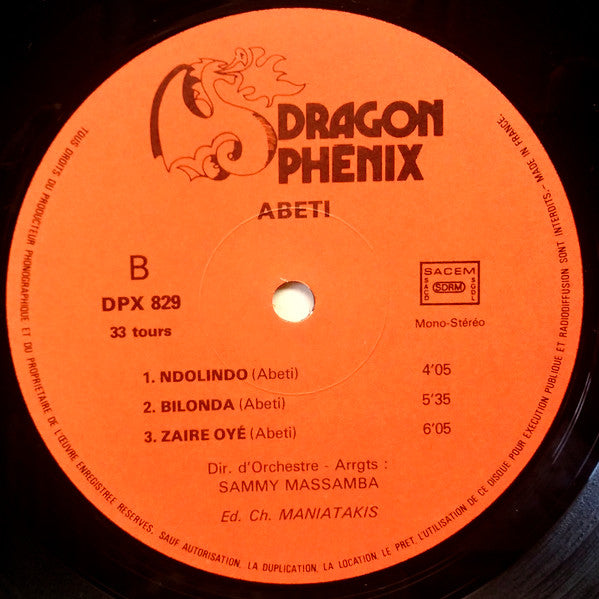 DRAGON
PHENIX
ABETI
B
DPX 829
33 tours
SACEM
SACD
SDRM
SGDL
Mono-Stéréo
1. NDOLINDO (Abeti) 4'05
2. BILONDA (Abeti) 5'35
3. ZAIRE OYÉ (Abeti) 6'05
Dir. d'Orchestre - Arrgts :
SAMMY MASSAMBA
Ed. Ch. MANIATAKIS
TOUS DROITS DU PRODUCTEUR PHONOGRAPHIQUE ET DU PROPRIETAIRE DE L'ŒUVRE ENREGISTREE RESERVES. SAUF AUTORISATION, LA DUPLICATION, LA LOCATION LE PRET, L'UTILISATION DE CE DISQUE POUR EXECUTION PUBLIQUE ET RADIODIFFUSION SONT INTERDITS.- MADE IN FRANCE.